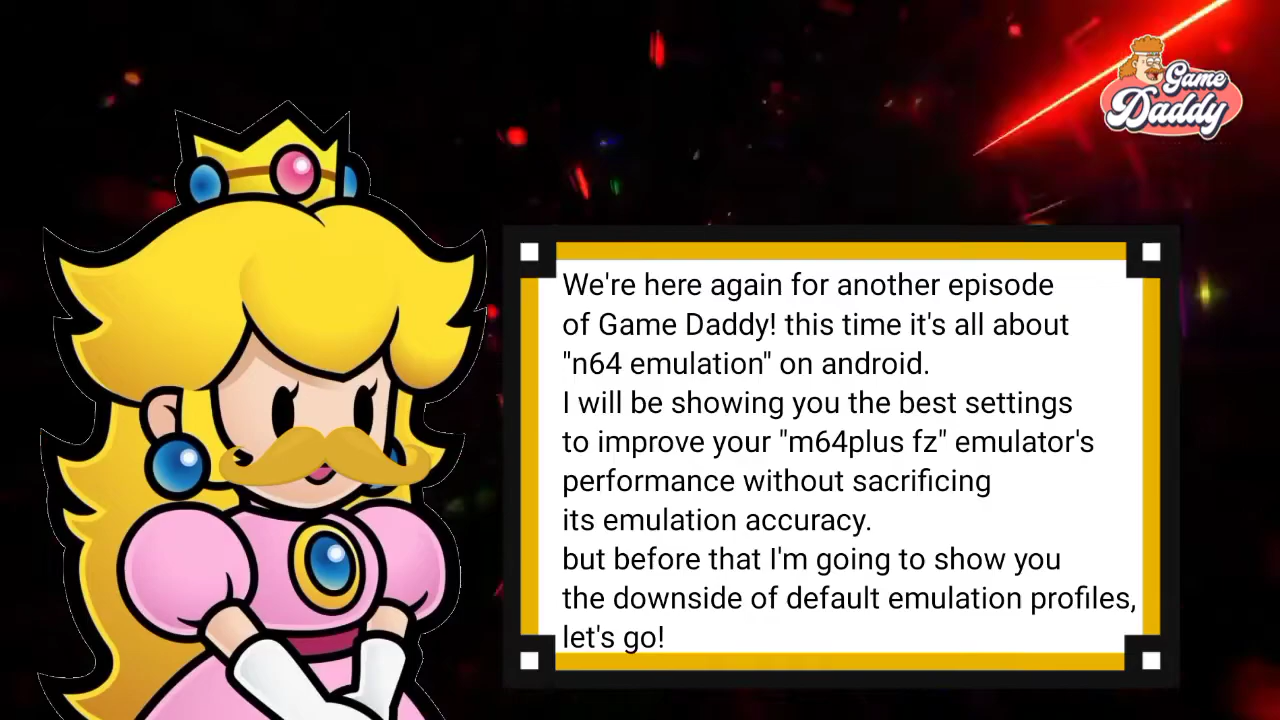 Game
Daddy
We're here again for another episode
of Game Daddy! this time it's all about
"n64 emulation" on android.
I will be showing you the best settings
to improve your "m64plus fz" emulator's
performance without sacrificing
its emulation accuracy.
but before that I'm going to show you
the downside of default emulation profiles,
let's go!